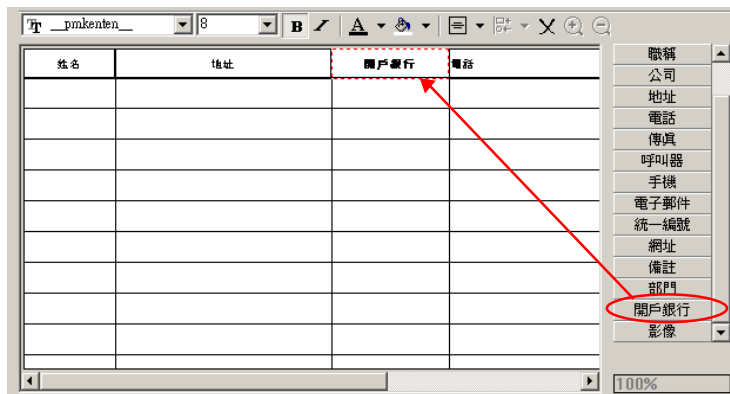 __pmkenten__ 8 B A
姓名 地址 開戶銀行 電話
職稱
公司
地址
電話
傳真
呼叫器
手機
電子郵件
統一編號
網址
備註
部門
開戶銀行
影像
100%